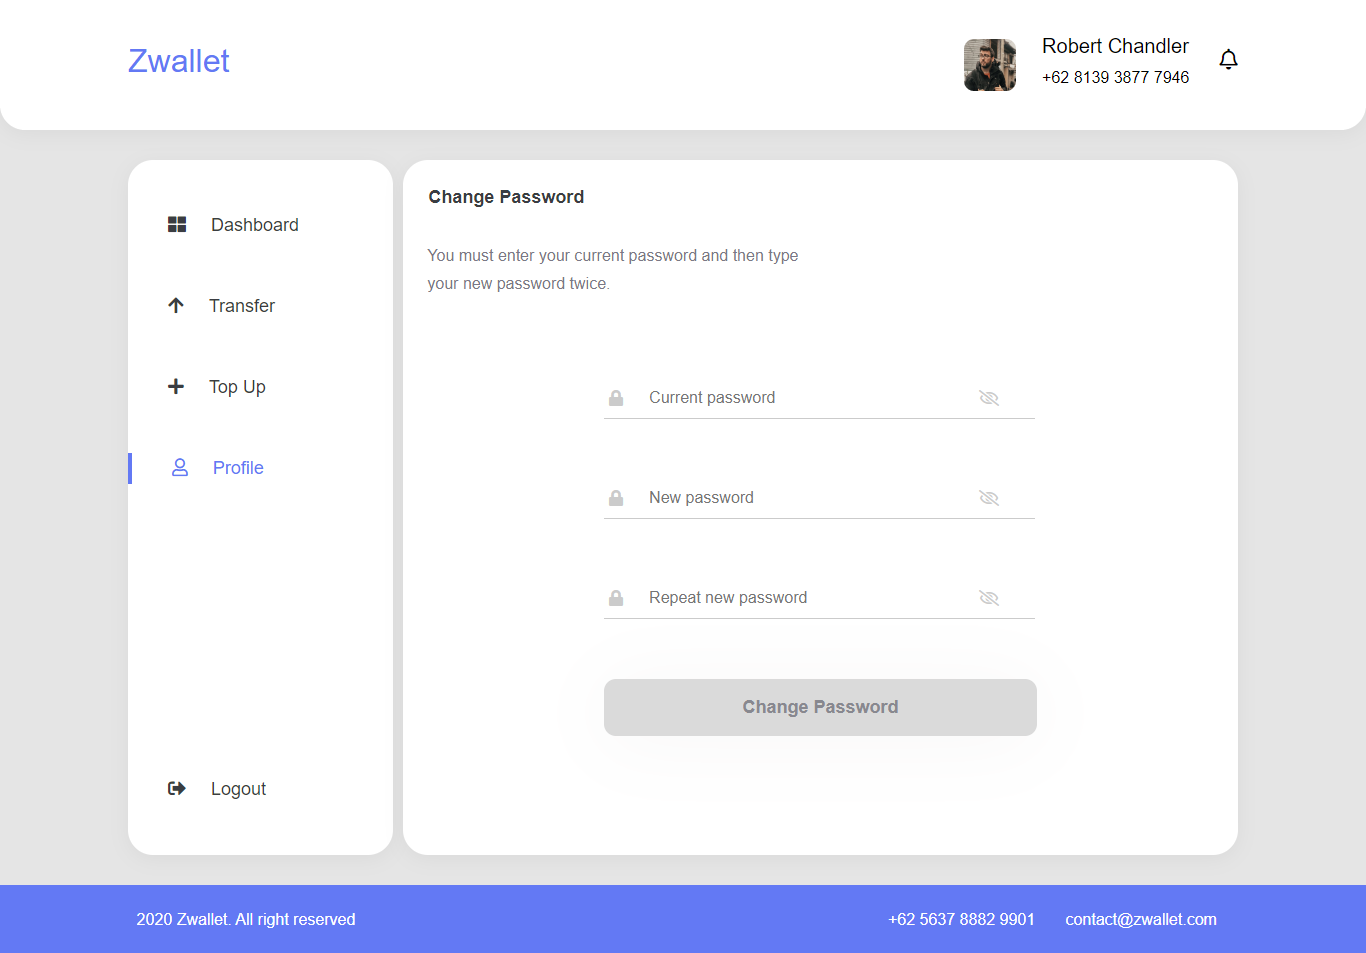 Zwallet
Robert Chandler
+62 8139 3877 7946
Dashboard
Transfer
Top Up
Profile
Logout
Change Password
You must enter your current password and then type
your new password twice.
Current password
New password
Repeat new password
Change Password
2020 Zwallet. All right reserved
+62 5637 8882 9901
contact@zwallet.com